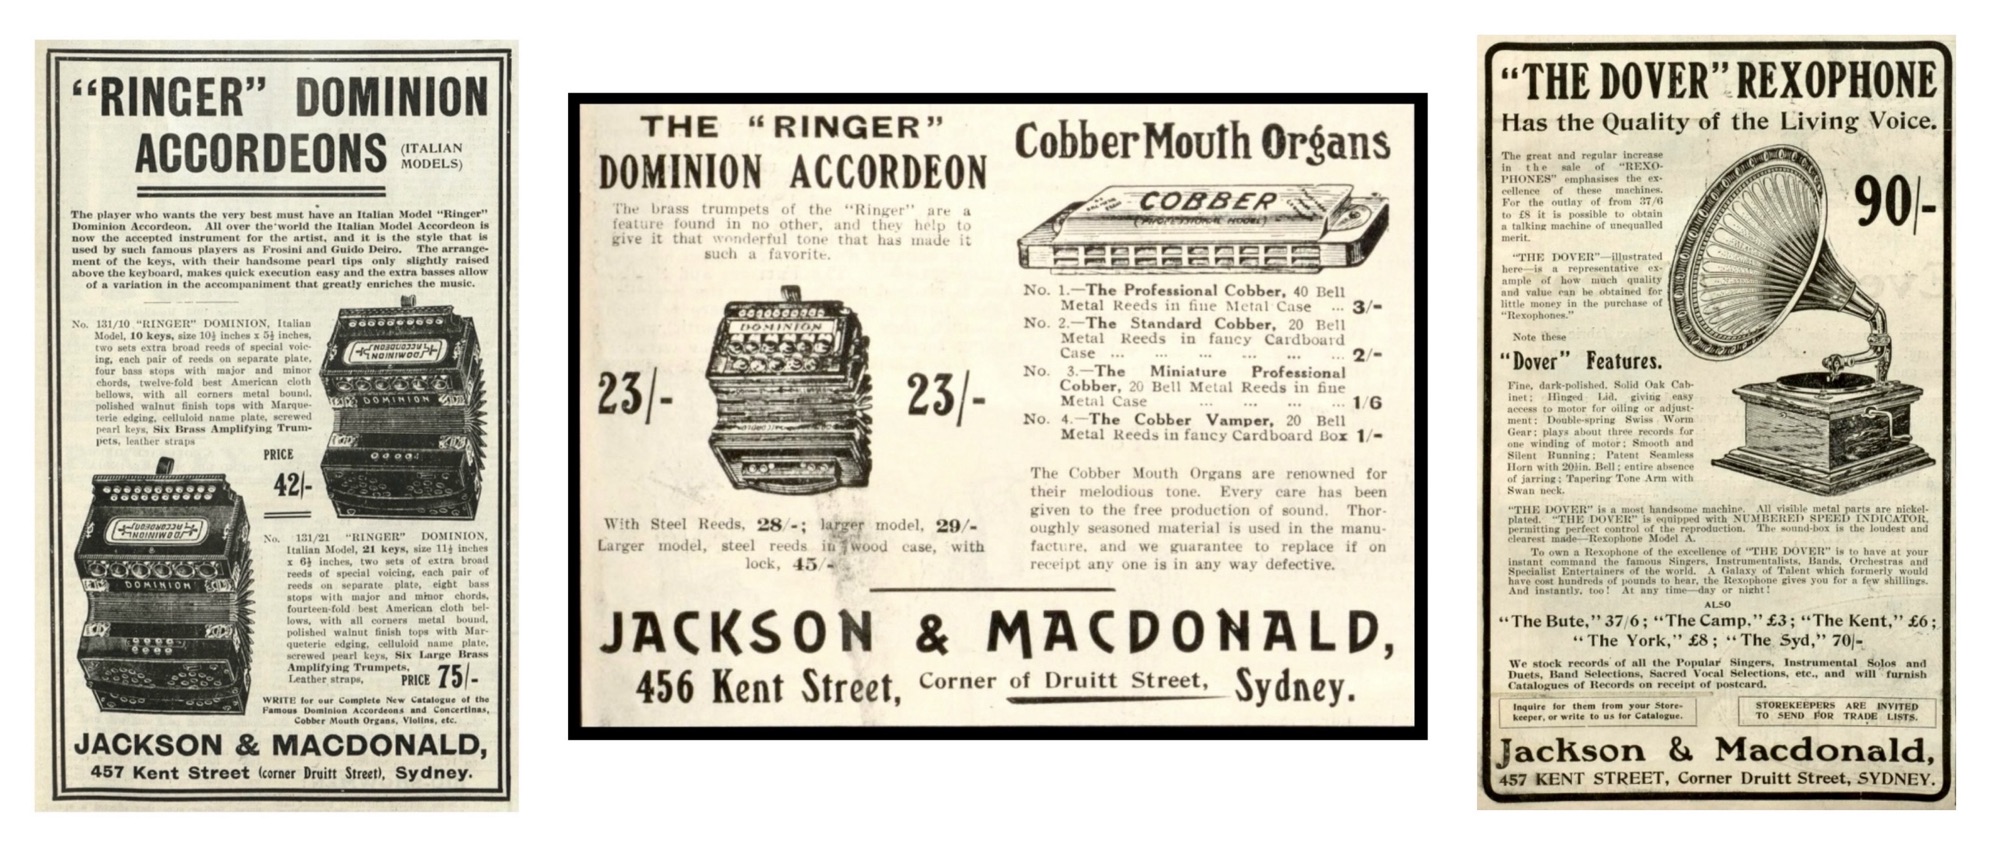 "RINGER" DOMINION
ACCORDEONS (ITALIAN
MODELS)
The player who wants the very best must have an Italian Model "Ringer"
Dominion Accordeon. All over the world the Italian Model Accordeon is
now the accepted instrument for the artist, and it is the style that is
used by such famous players as Frosini and Guido Deiro. The arrange-
ment of the keys, with their handsome pearl tips only slightly raised
above the keyboard, makes quick execution easy and the extra basses allow
of a variation in the accompaniment that greatly enriches the music.
No. 131/10 "RINGER" DOMINION, Italian
Model, 10 keys, size 10½ inches x 5½ inches,
two sets extra broad reeds of special voic-
ing, each pair of reeds on separate plate,
four bass stops with major and minor
chords, twelve-fold best American cloth
bellows, with all corners metal bound,
polished walnut finish tops with Marque-
terie edging, celluloid name plate, screwed
pearl keys, Six Brass Amplifying Trum-
pets, leather straps
PRICE
42/-
DOMINION
ACCORDEON
DOMINION
DOMINION
ACCORDEON
DOMINION
No. 131/21 "RINGER" DOMINION,
Italian Model, 21 keys, size 11½ inches
x 6½ inches, two sets of extra broad
reeds of special voicing, each pair of
reeds on separate plate, eight bass
stops with major and minor chords,
fourteen-fold best American cloth bel-
lows, with all corners metal bound,
polished walnut finish tops with Mar-
queterie edging, celluloid name plate,
screwed pearl keys, Six Large Brass
Amplifying Trumpets,
Leather straps, PRICE 75/-
WRITE for our Complete New Catalogue of the
Famous Dominion Accordeons and Concertinas,
Cobber Mouth Organs, Violins, etc.
JACKSON & MACDONALD,
457 Kent Street (corner Druitt Street), Sydney.
THE "RINGER"
DOMINION ACCORDEON
The brass trumpets of the "Ringer" are a
feature found in no other, and they help to
give it that wonderful tone that has made it
such a favorite.
DOMINION
23/- 23/-
With Steel Reeds, 28/-; larger model, 29/-
Larger model, steel reeds in wood case, with
lock, 45/-
Cobber Mouth Organs
COBBER
(PROFESSIONAL MODEL)
No. 1.—The Professional Cobber, 40 Bell
Metal Reeds in fine Metal Case ... 3/-
No. 2.—The Standard Cobber, 20 Bell
Metal Reeds in fancy Cardboard
Case ... ... ... ... ... ... 2/-
No. 3.—The Miniature Professional
Cobber, 20 Bell Metal Reeds in fine
Metal Case ... ... ... ... 1/6
No. 4.—The Cobber Vamper, 20 Bell
Metal Reeds in fancy Cardboard Box 1/-
The Cobber Mouth Organs are renowned for
their melodious tone. Every care has been
given to the free production of sound. Thor-
oughly seasoned material is used in the manu-
facture, and we guarantee to replace if on
receipt any one is in any way defective.
JACKSON & MACDONALD,
456 Kent Street, Corner of Druitt Street, Sydney.
"THE DOVER" REXOPHONE
Has the Quality of the Living Voice.
The great and regular increase
in the sale of "REXO-
PHONES" emphasises the ex-
cellence of these machines.
For the outlay of from 37/6
to £8 it is possible to obtain
a talking machine of unequalled
merit.
90/-
"THE DOVER"—illustrated
here—is a representative ex-
ample of how much quality
and value can be obtained for
little money in the purchase of
"Rexophones."
Note these
"Dover" Features.
Fine, dark-polished, Solid Oak Cab-
inet; Hinged Lid, giving easy
access to motor for oiling or adjust-
ment; Double-spring Swiss Worm
Gear; plays about three records for
one winding of motor; Smooth and
Silent Running; Patent Seamless
Horn with 20½in. Bell; entire absence
of jarring; Tapering Tone Arm with
Swan neck.
"THE DOVER" is a most handsome machine. All visible metal parts are nickel-
plated. "THE DOVER" is equipped with NUMBERED SPEED INDICATOR,
permitting perfect control of the reproduction. The sound-box is the loudest and
clearest made—Rexophone Model A.
To own a Rexophone of the excellence of "THE DOVER" is to have at your
instant command the famous Singers, Instrumentalists, Bands, Orchestras and
Specialist Entertainers of the world. A Galaxy of Talent which formerly would
have cost hundreds of pounds to hear, the Rexophone gives you for a few shillings.
And instantly, too! At any time—day or night!
ALSO
"The Bute," 37/6; "The Camp," £3; "The Kent," £6;
"The York," £8; "The Syd," 70/-
We stock records of all the Popular Singers, Instrumental Solos and
Duets, Band Selections, Sacred Vocal Selections, etc., and will furnish
Catalogues of Records on receipt of postcard.
Inquire for them from your Store-
keeper, or write to us for Catalogue.
STOREKEEPERS ARE INVITED
TO SEND FOR TRADE LISTS.
Jackson & Macdonald,
457 KENT STREET, Corner Druitt Street, SYDNEY.